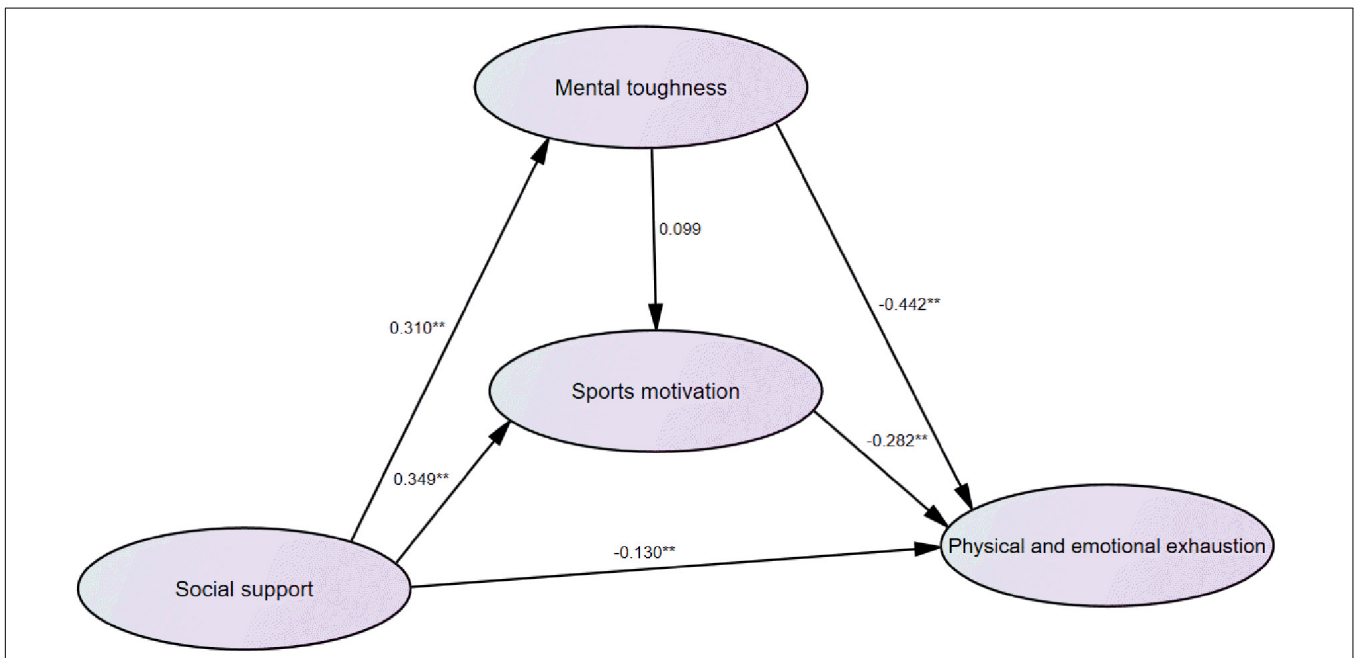 Mental toughness
0.099
0.310**
-0.442**
Sports motivation
-0.282**
0.349**
-0.130**
Physical and emotional exhaustion
Social support